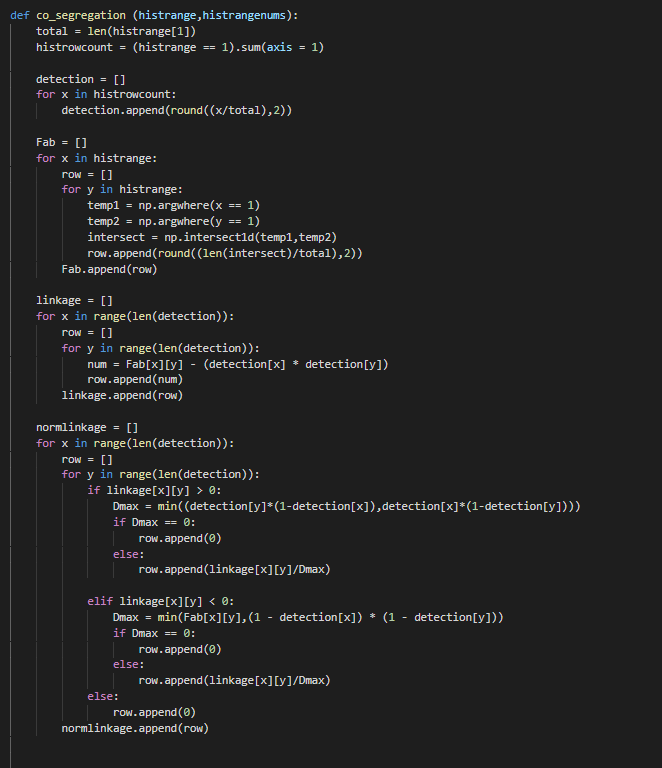 def co_segregation (histrange,histrangenums):
    total = len(histrange[1])
    histrowcount = (histrange == 1).sum(axis = 1)

    detection = []
    for x in histrowcount:
        detection.append(round((x/total),2))

    Fab = []
    for x in histrange:
        row = []
        for y in histrange:
            temp1 = np.argwhere(x == 1)
            temp2 = np.argwhere(y == 1)
            intersect = np.intersect1d(temp1,temp2)
            row.append(round((len(intersect)/total),2))
        Fab.append(row)

    linkage = []
    for x in range(len(detection)):
        row = []
        for y in range(len(detection)):
            num = Fab[x][y] - (detection[x] * detection[y])
            row.append(num)
        linkage.append(row)

    normlinkage = []
    for x in range(len(detection)):
        row = []
        for y in range(len(detection)):
            if linkage[x][y] > 0:
                Dmax = min((detection[y]*(1-detection[x]),detection[x]*(1-detection[y])))
                if Dmax == 0:
                    row.append(0)
                else:
                    row.append(linkage[x][y]/Dmax)

            elif linkage[x][y] < 0:
                Dmax = min(Fab[x][y],(1 - detection[x]) * (1 - detection[y]))
                if Dmax == 0:
                    row.append(0)
                else:
                    row.append(linkage[x][y]/Dmax)
            else:
                row.append(0)
        normlinkage.append(row)